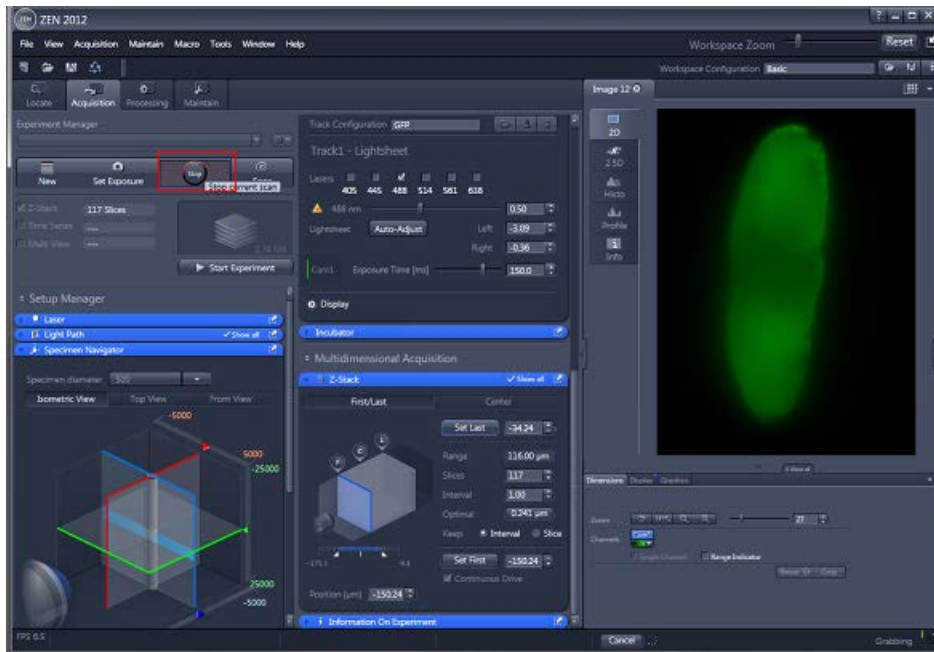 ZEN 2012
File View Acquisition Maintain Macro Tools Window Help
Workspace Zoom
Reset
Workspace Configuration Basic
Locate Acquisition Processing Maintain
Experiment Manager
New Set Exposure Stop
Stop current scan
Z-Stack 117 Slices
Time Series
Multi View
Start Experiment
Setup Manager
Laser
Light Path Show all
Specimen Navigator
Specimen diameter 500
Isometric View Top View Front View
-5000
5000
-25000
25000
-5000
FPS 8.5
Track Configuration GFP
Track1 - Lightsheet
Lasers
405 445 488 514 561 638
488 nm 0.50
Lightsheet Auto-Adjust Left -3.09
Right -0.36
Cam1 Exposure Time [ms] 150.0
Display
Incubator
Multidimensional Acquisition
Z-Stack Show all
First/Last Center
Set Last -34.24
Range 116.00 µm
Slices 117
Interval 1.00
Optimal 0.241 µm
Keep Interval Slice
Set First -150.24
Continuous Drive
Position [µm] -150.24
Information On Experiment
Image 12
2D
2.5D
Histo
Profile
Info
Dimensions Display Graphics
Zoom 27
Channels
Single Channel Range Indicator
Cancel
Grabbing